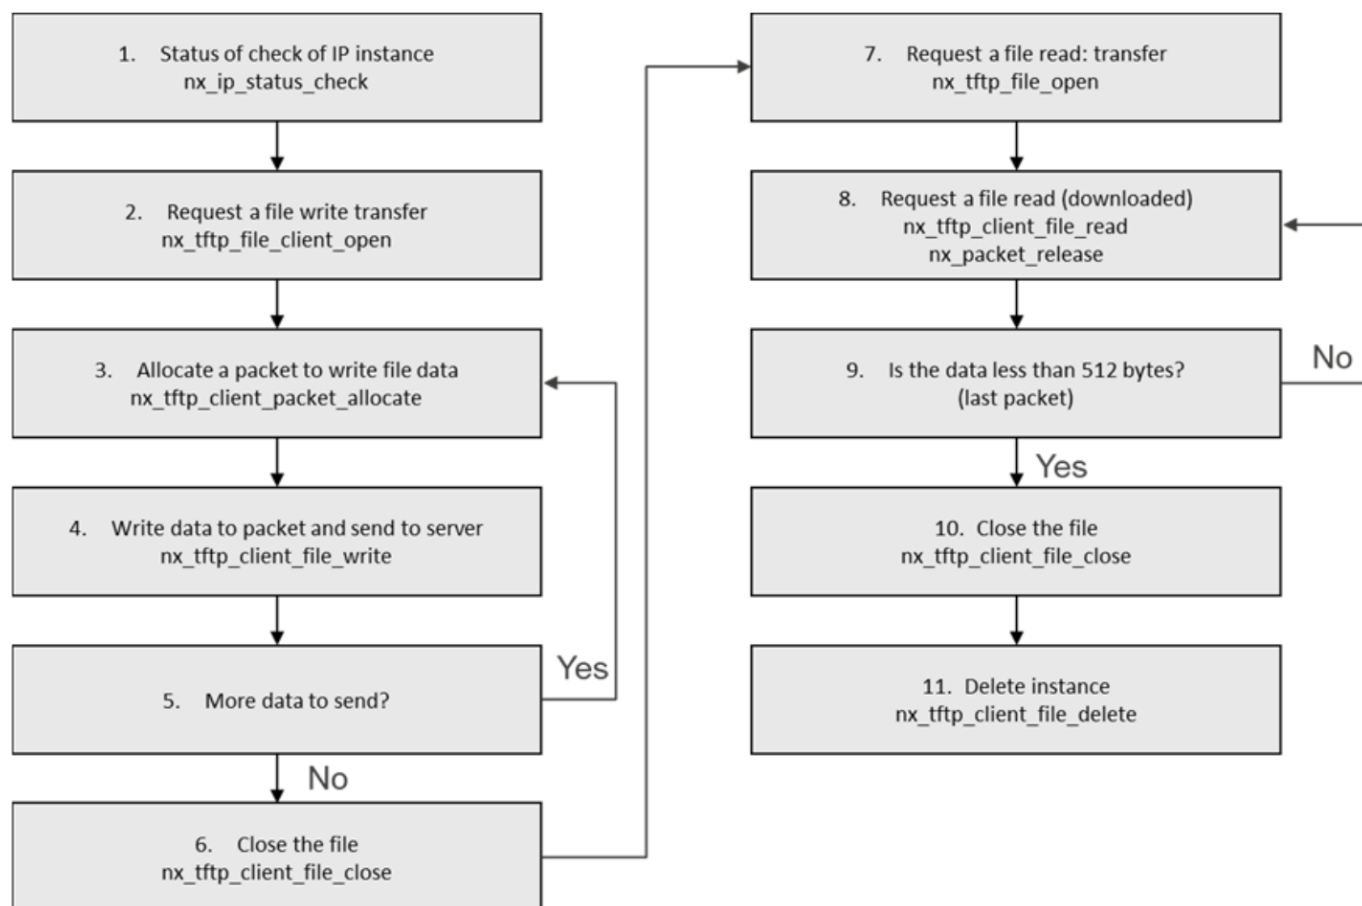 1. Status of check of IP instance
nx_ip_status_check
2. Request a file write transfer
nx_tftp_file_client_open
3. Allocate a packet to write file data
nx_tftp_client_packet_allocate
4. Write data to packet and send to server
nx_tftp_client_file_write
5. More data to send?
Yes
No
6. Close the file
nx_tftp_client_file_close
7. Request a file read: transfer
nx_tftp_file_open
8. Request a file read (downloaded)
nx_tftp_client_file_read
nx_packet_release
9. Is the data less than 512 bytes?
(last packet)
No
Yes
10. Close the file
nx_tftp_client_file_close
11. Delete instance
nx_tftp_client_file_delete